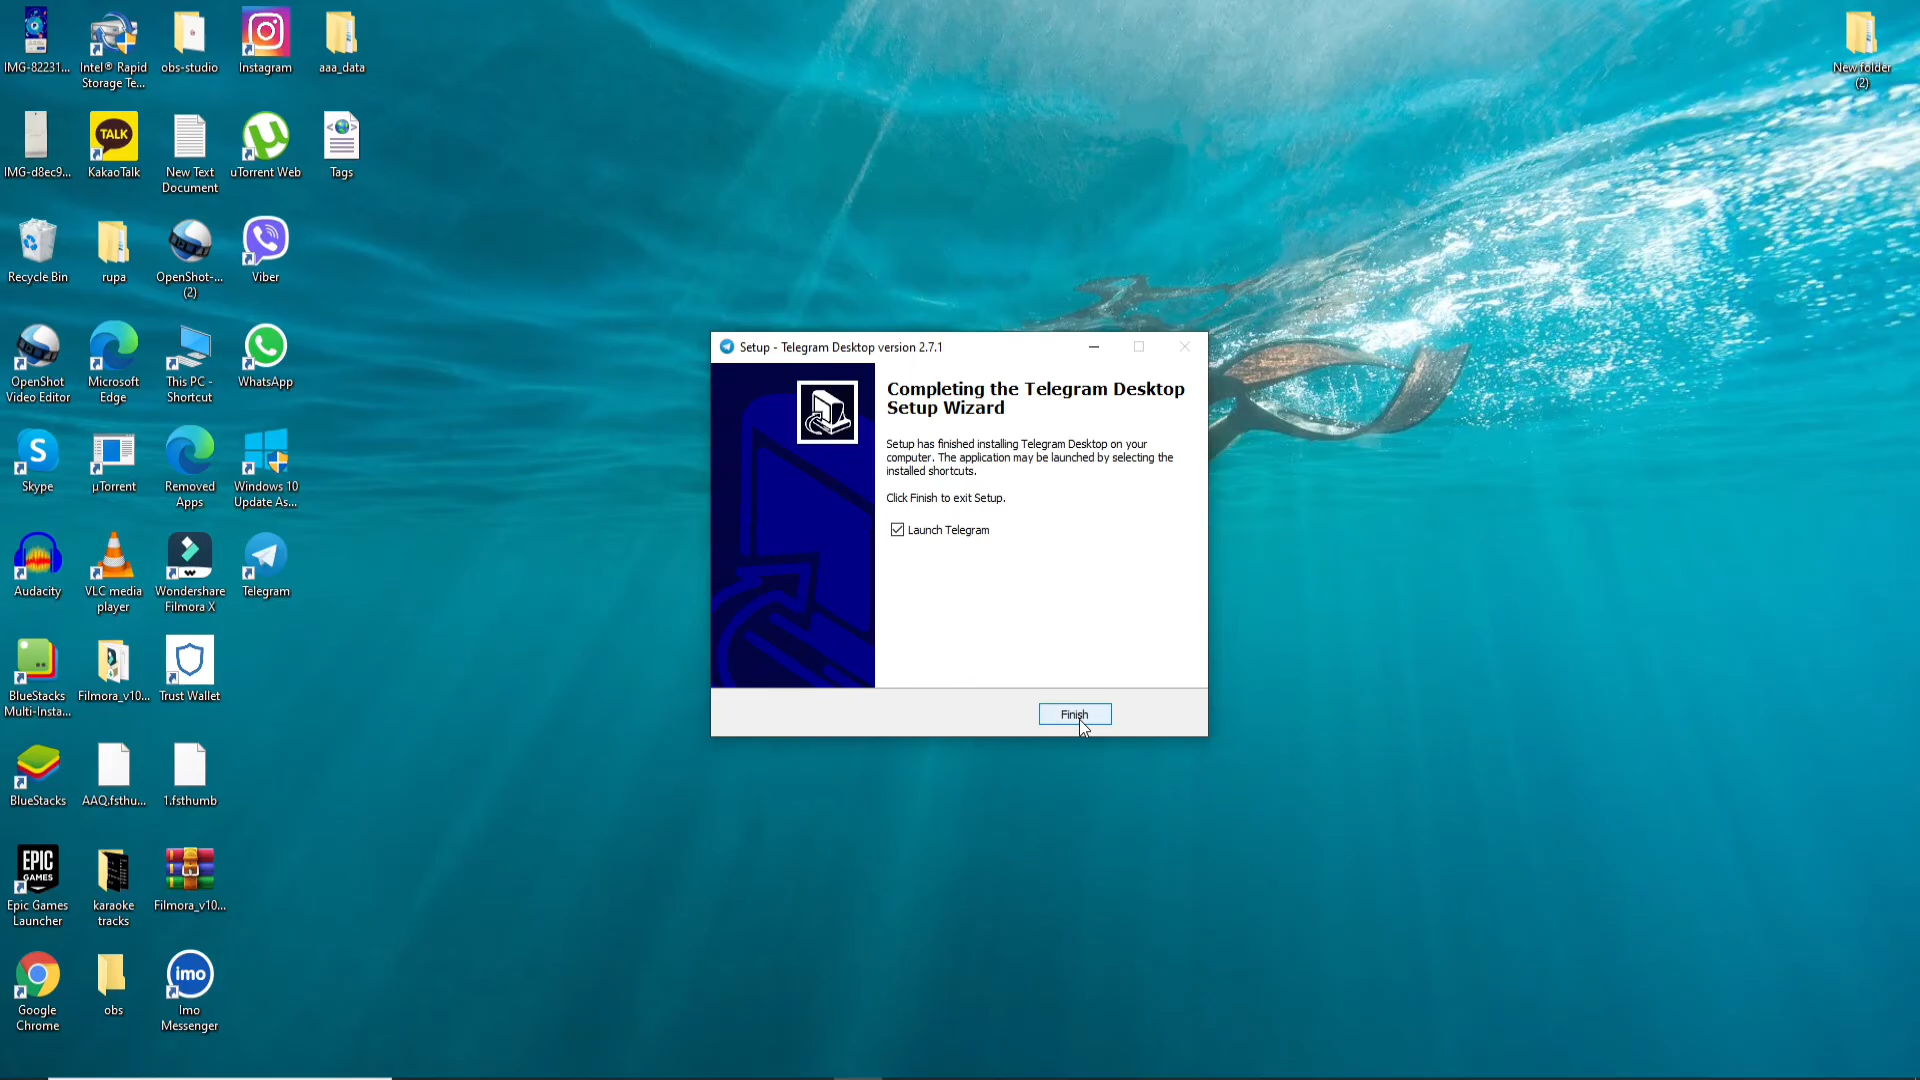 IMG-82231...
Intel® Rapid
Storage Te...
obs-studio
Instagram
aaa_data
New folder
(2)
TALK
IMG-d8ec9...
KakaoTalk
New Text
Document
uTorrent Web
Tags
Recycle Bin
rupa
OpenShot-...
(2)
Viber
OpenShot
Video Editor
Microsoft
Edge
This PC -
Shortcut
WhatsApp
Skype
µTorrent
Removed
Apps
Windows 10
Update As...
Audacity
VLC media
player
Wondershare
Filmora X
Telegram
BlueStacks
Multi-Insta...
Filmora_v10...
Trust Wallet
BlueStacks
AAQ.fsthu...
1.fsthumb
EPIC
GAMES
Epic Games
Launcher
karaoke
tracks
Filmora_v10...
imo
Google
Chrome
obs
Imo
Messenger
Setup - Telegram Desktop version 2.7.1
Completing the Telegram Desktop
Setup Wizard
Setup has finished installing Telegram Desktop on your
computer. The application may be launched by selecting the
installed shortcuts.
Click Finish to exit Setup.
Launch Telegram
Finish